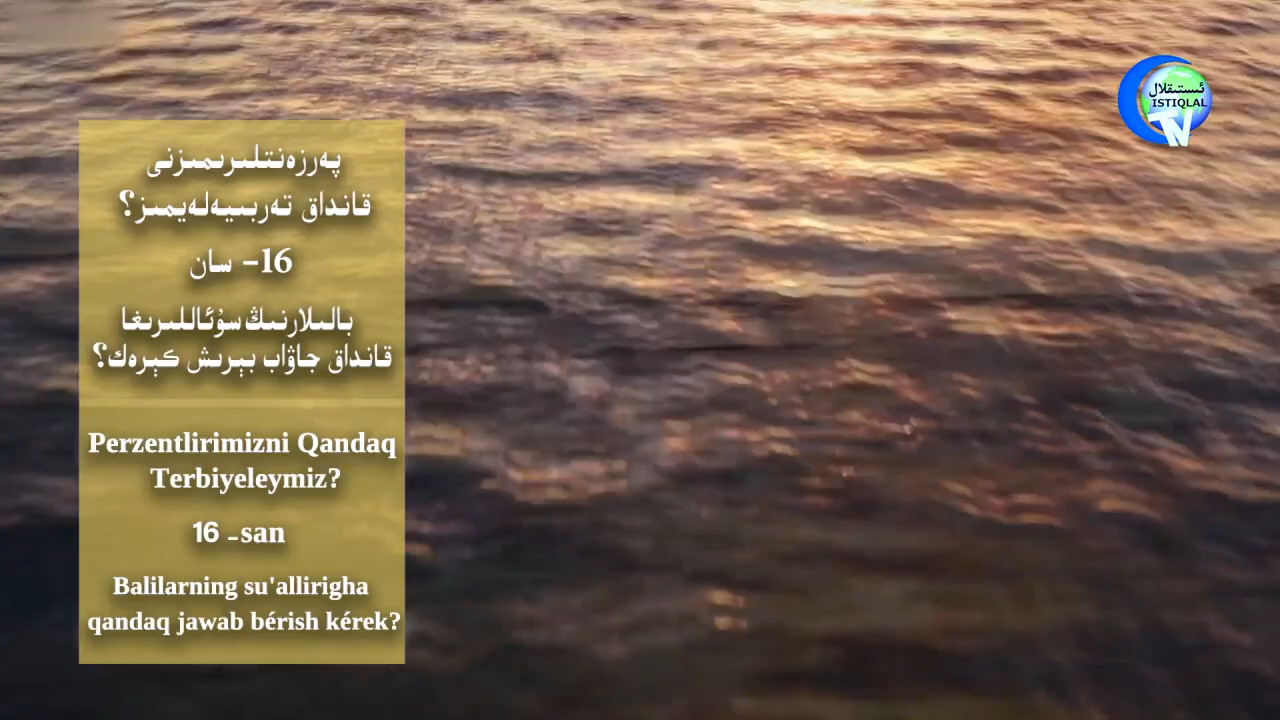 پەرزەنتلىرىمىزنى
قانداق تەربىيەلەيمىز؟
16- سان
بالىلارنىڭ سۇئاللىرىغا
قانداق جاۋاب بېرىش كېرەك؟
Perzentlirimizni Qandaq
Terbiyeleymiz?
16 -san
Balilarning su'allirigha
qandaq jawab bérish kérek?
ئىستىقلال
ISTIQLAL
TV